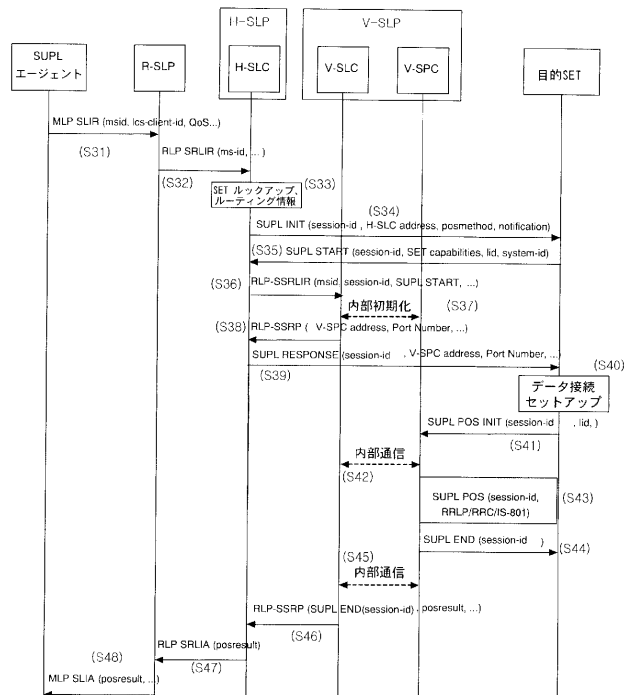 H-SLP
V-SLP
SUPL
エージェント
R-SLP
H-SLC
V-SLC
V-SPC
目的SET
MLP SLIR (msid, lcs-client-id, QoS...)
(S31)
RLP SRLIR (ms-id, ... )
(S32)
(S33)
SET ルックアップ、
ルーティング情報
(S34)
SUPL INIT (session-id , H-SLC address, posmethod, notification)
(S35) SUPL START (session-id, SET capabilities, lid, system-id)
(S36) RLP-SSRLIR (msid, session-id, SUPL START, ...)
内部初期化
(S37)
(S38) RLP-SSRP ( V-SPC address, Port Number, ...)
SUPL RESPONSE (session-id , V-SPC address, Port Number, ...)
(S39)
(S40)
データ接続
セットアップ
SUPL POS INIT (session-id , lid, )
(S41)
内部通信
(S42)
SUPL POS (session-id,
RRLP/RRC/IS-801)
(S43)
SUPL END (session-id )
(S44)
(S45)
内部通信
RLP-SSRP (SUPL END(session-id) , posresult, ...)
(S46)
RLP SRLIA (posresult)
(S47)
(S48)
MLP SLIA (posresult, ...)